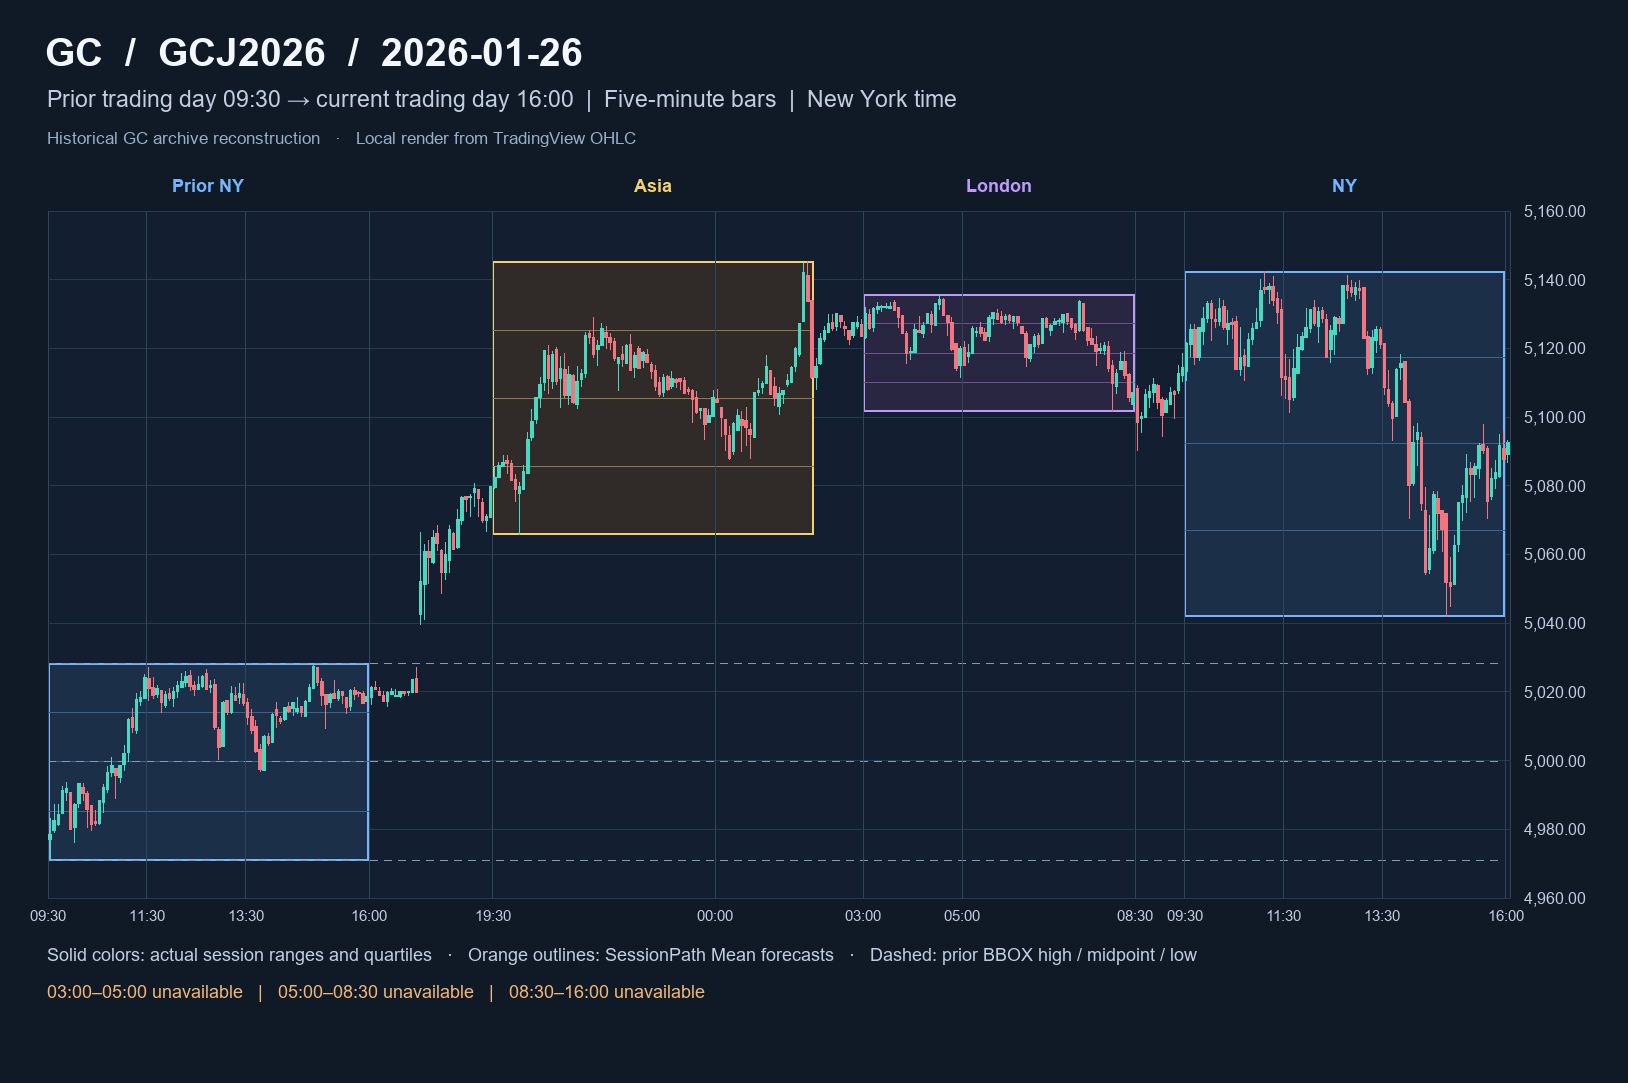 GC / GCJ2026 / 2026-01-26
Prior trading day 09:30 → current trading day 16:00 | Five-minute bars | New York time
Historical GC archive reconstruction · Local render from TradingView OHLC
Prior NY Asia London NY
5,160.00
5,140.00
5,120.00
5,100.00
5,080.00
5,060.00
5,040.00
5,020.00
5,000.00
4,980.00
4,960.00
09:30 11:30 13:30 16:00 19:30 00:00 03:00 05:00 08:30 09:30 11:30 13:30 16:00
Solid colors: actual session ranges and quartiles · Orange outlines: SessionPath Mean forecasts · Dashed: prior BBOX high / midpoint / low
03:00–05:00 unavailable | 05:00–08:30 unavailable | 08:30–16:00 unavailable